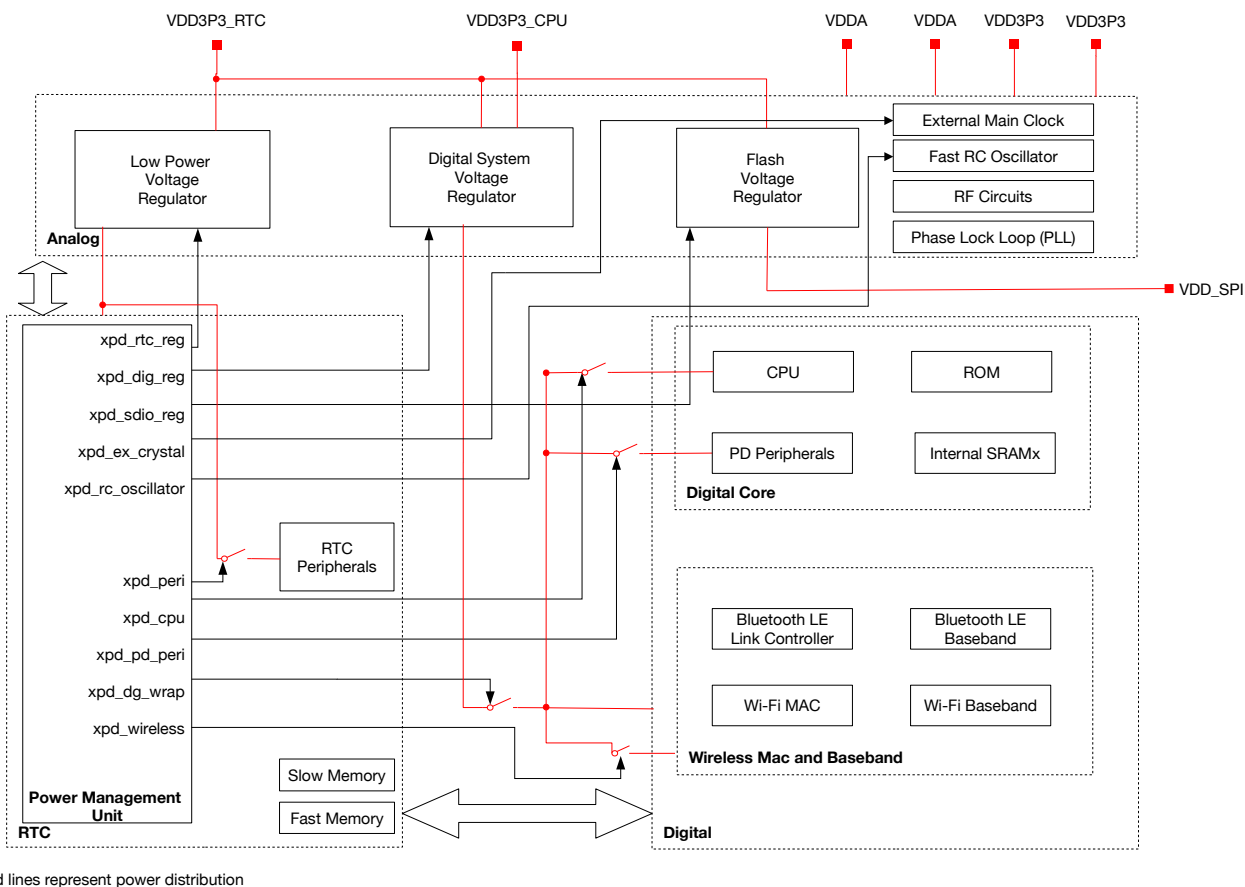 VDD3P3_RTC
VDD3P3_CPU
VDDA
VDDA
VDD3P3
VDD3P3
Low Power
Voltage
Regulator
Digital System
Voltage
Regulator
Flash
Voltage
Regulator
External Main Clock
Fast RC Oscillator
RF Circuits
Phase Lock Loop (PLL)
Analog
VDD_SPI
xpd_rtc_reg
xpd_dig_reg
xpd_sdio_reg
xpd_ex_crystal
xpd_rc_oscillator
xpd_peri
xpd_cpu
xpd_pd_peri
xpd_dg_wrap
xpd_wireless
Power Management
Unit
RTC
RTC
Peripherals
Slow Memory
Fast Memory
CPU
ROM
PD Peripherals
Internal SRAMx
Digital Core
Bluetooth LE
Link Controller
Bluetooth LE
Baseband
Wi-Fi MAC
Wi-Fi Baseband
Wireless Mac and Baseband
Digital
lines represent power distribution